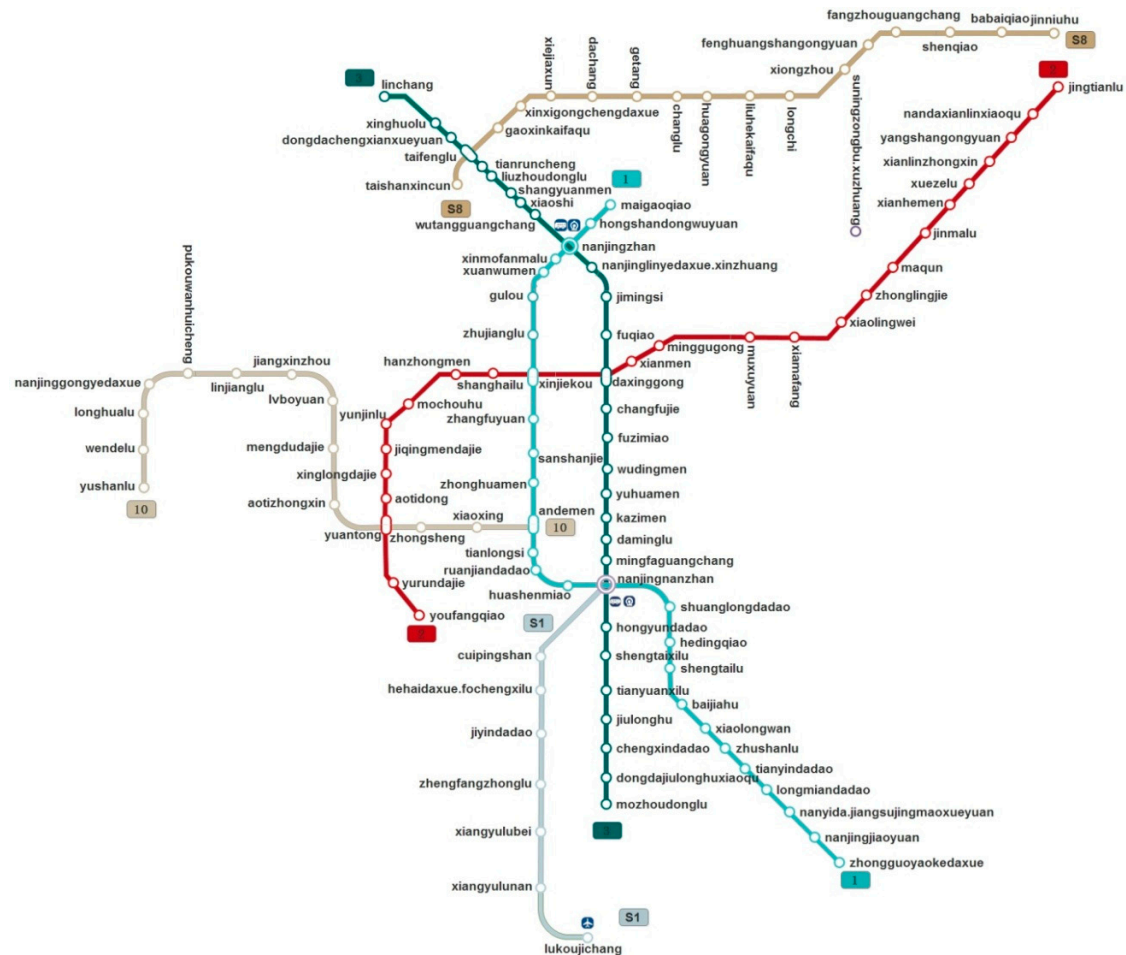 fangzhouguangchang
babaiqiao
jinniuhu
S8
shenqiao
fenghuangshangongyuan
xiongzhou
xiejiaxun
dachang
getang
changlu
huagongyuan
liuhekaifaqu
longchi
xinxigongchengdaxue
gaoxinkaifaqu
taishanxincun
S8
3
linchang
xinghuolu
dongdachengxianxueyuan
taifenglu
tianruncheng
liuzhoudonglu
shangyuanmen
xiaoshi
wutangguangchang
1
maigaoqiao
hongshandongwuyuan
nanjingzhan
xinmofanmalu
xuanwumen
nanjinglinyedaxue.xinzhuang
gulou
jimingsi
zhujianglu
fuqiao
suningzongbu.xuzhuang
jingtianlu
nandaxianlinxiaoqu
yangshangongyuan
xianlinzhongxin
xuezelu
xianhemen
jinmalu
maqun
zhonglingjie
xiaolingwei
xiamafang
muxuyuan
minggugong
xianmen
daxinggong
xinjiekou
shanghailu
hanzhongmen
mochouhu
yunjinlu
jiqingmendajie
xinglongdajie
aotidong
yuantong
yurundajie
youfangqiao
2
pukouwanhuicheng
jiangxinzhou
nanjinggongyedaxue
linjianglu
lvboyuan
longhualu
wendelu
yushanlu
10
mengdudajie
aotizhongxin
zhongsheng
xiaoxing
andemen
10
zhangfuyuan
sanshanjie
zhonghuamen
tianlongsi
ruanjiandadao
huashenmiao
changfujie
fuzimiao
wudingmen
yuhuamen
kazimen
daminglu
mingfaguangchang
nanjingnanzhan
S1
cuipingshan
hehaidaxue.fochengxilu
jiyindadao
zhengfangzhonglu
xiangyulubei
xiangyulunan
S1
lukoujichang
hongyundadao
shengtaixilu
tianyuanxilu
jiulonghu
chengxindadao
dongdajiulonghuxiaoqu
mozhoudonglu
3
shuanglongdadao
hedingqiao
shengtailu
baijiahu
xiaolongwan
zhushanlu
tianyindadao
longmiandadao
nanyida.jiangsujingmaoxueyuan
nanjingjiaoyuan
zhongguoyaokedaxue
1